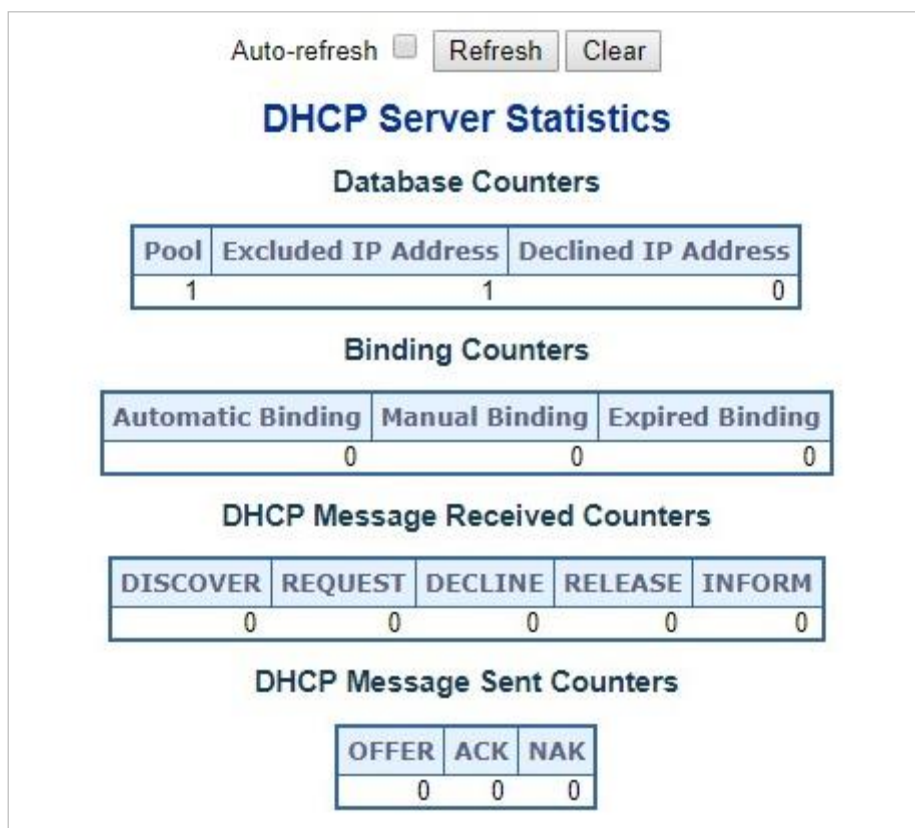 Auto-refresh Refresh Clear
DHCP Server Statistics
Database Counters
Pool Excluded IP Address Declined IP Address
1 1 0
Binding Counters
Automatic Binding Manual Binding Expired Binding
0 0 0
DHCP Message Received Counters
DISCOVER REQUEST DECLINE RELEASE INFORM
0 0 0 0 0
DHCP Message Sent Counters
OFFER ACK NAK
0 0 0